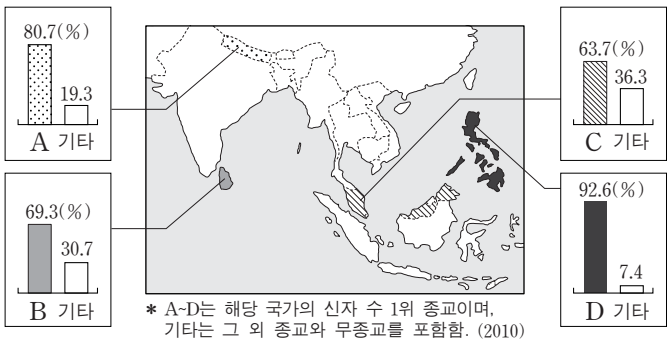 80.7(%)
19.3
A 기타
69.3(%)
30.7
B 기타
63.7(%)
36.3
C 기타
92.6(%)
7.4
D 기타
* A~D는 해당 국가의 신자 수 1위 종교이며,
기타는 그 외 종교와 무종교를 포함함. (2010)